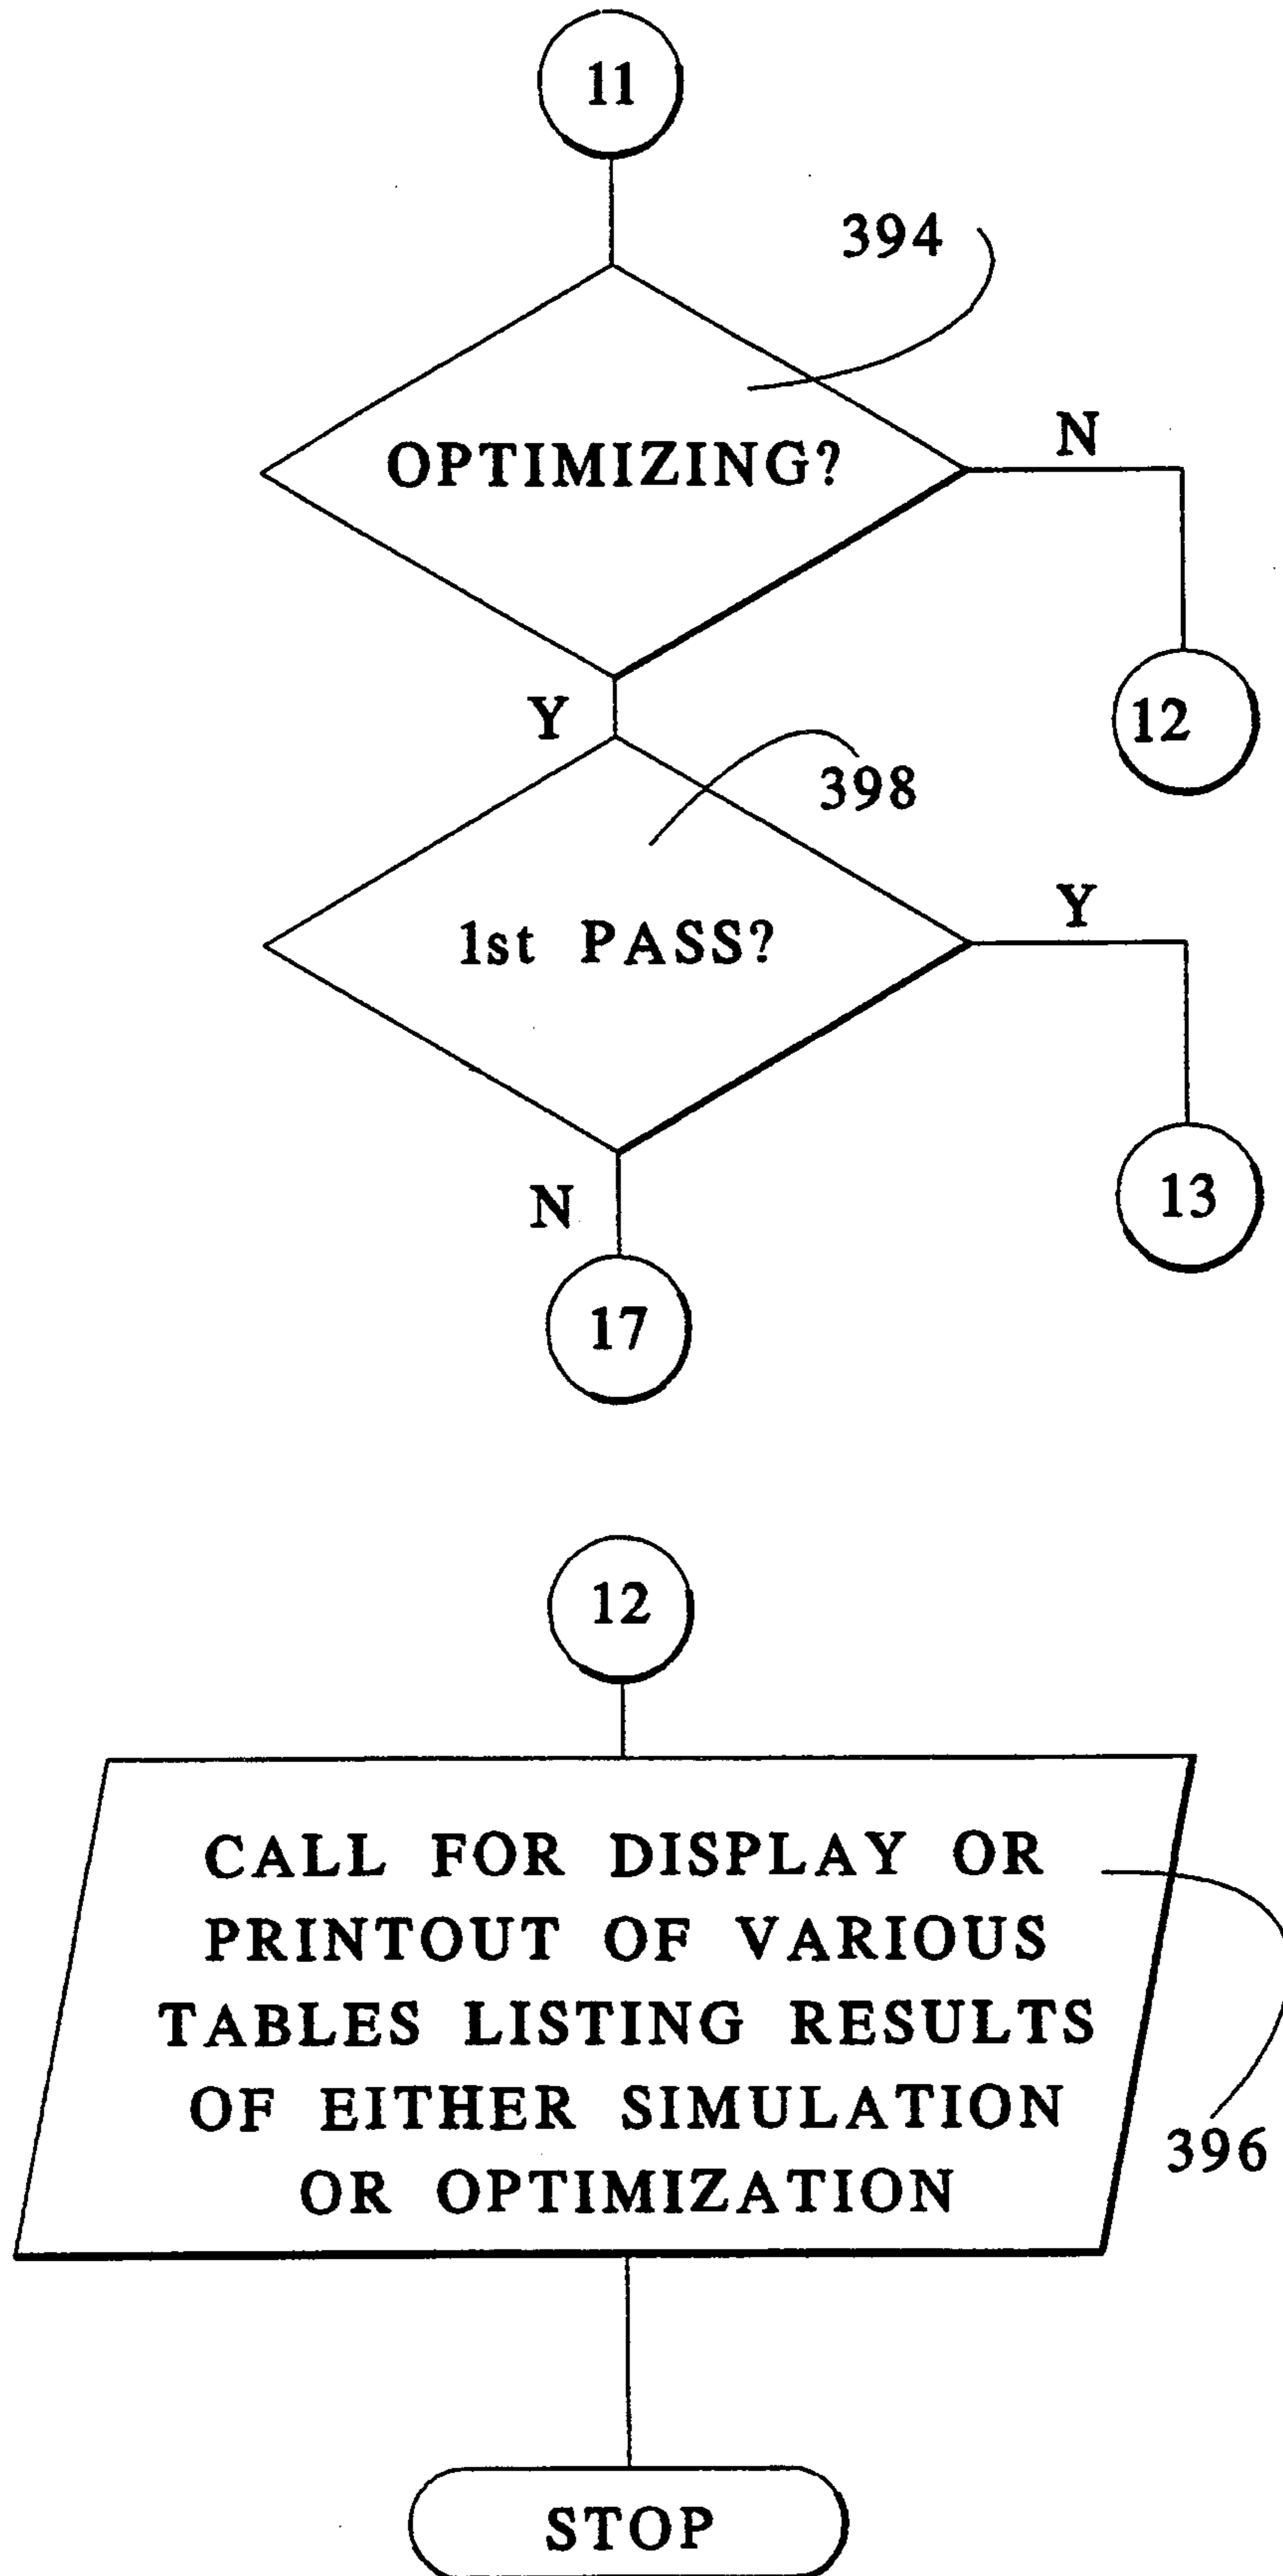 11
394
OPTIMIZING?
N
Y
12
398
1st PASS?
Y
N
13
17
12
CALL FOR DISPLAY OR
PRINTOUT OF VARIOUS
TABLES LISTING RESULTS
OF EITHER SIMULATION
OR OPTIMIZATION
396
STOP